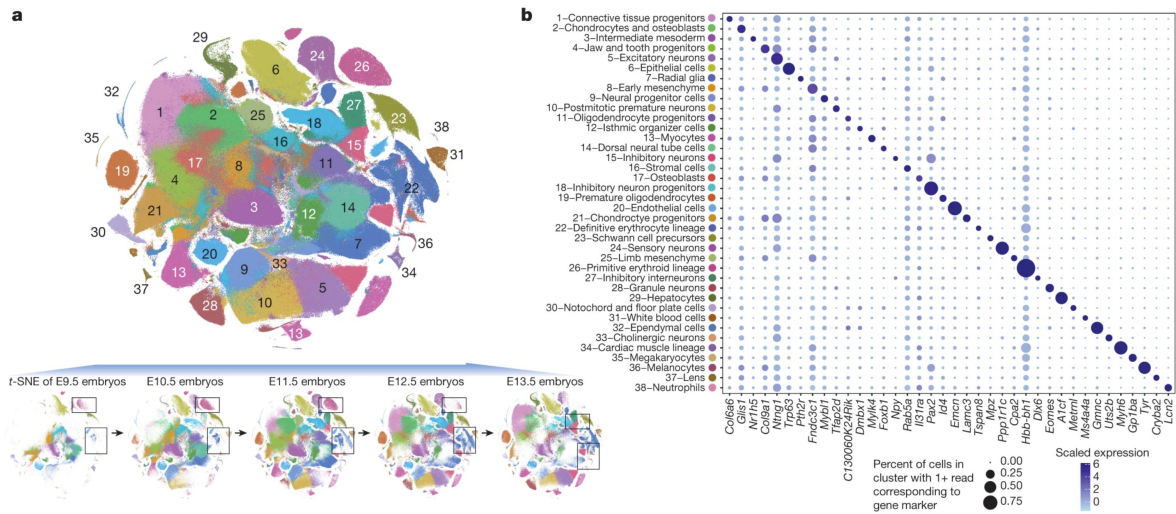 a
29
24
6
26
32
27
23
1
2
25
18
38
35
16
15
31
17
11
19
8
22
4
3
12
14
21
30
7
36
20
34
13
9
33
37
10
5
28
13
t-SNE of E9.5 embryos
E10.5 embryos
E11.5 embryos
E12.5 embryos
E13.5 embryos
b
1–Connective tissue progenitors
2–Chondrocytes and osteoblasts
3–Intermediate mesoderm
4–Jaw and tooth progenitors
5–Excitatory neurons
6–Epithelial cells
7–Radial glia
8–Early mesenchyme
9–Neural progenitor cells
10–Postmitotic premature neurons
11–Oligodendrocyte progenitors
12–Isthmic organizer cells
13–Myocytes
14–Dorsal neural tube cells
15–Inhibitory neurons
16–Stromal cells
17–Osteoblasts
18–Inhibitory neuron progenitors
19–Premature oligodendrocytes
20–Endothelial cells
21–Chondroctye progenitors
22–Definitive erythrocyte lineage
23–Schwann cell precursors
24–Sensory neurons
25–Limb mesenchyme
26–Primitive erythroid lineage
27–Inhibitory interneurons
28–Granule neurons
29–Hepatocytes
30–Notochord and floor plate cells
31–White blood cells
32–Ependymal cells
33–Cholinergic neurons
34–Cardiac muscle lineage
35–Megakaryocytes
36–Melanocytes
37–Lens
38–Neutrophils
Col6a6
Galis1
Nr1h5
Col9a1
Ntng1
Trp63
Pth2r
Fndc3c1
Mybl1
Tfap2d
C130060K24Rik
Dmbx1
Mylk4
Foxb1
Npy
Rab5a
Il31ra
Pax2
Id4
Emcn
Lamc3
Tspan8
Mpz
Ppp1r1c
Cpa2
Hbb-bh1
Dlx6
Eomes
A1cf
Metrnl
Ms4a4a
Gmnc
Uts2b
Myh6
Gp1ba
Tyr
Cryba2
Lcn2
Percent of cells in
cluster with 1+ read
corresponding to
gene marker
0.00
0.25
0.50
0.75
Scaled expression
6
4
2
0